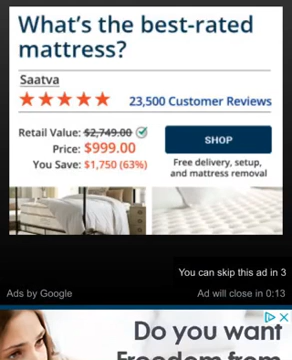 What's the best-rated
mattress?
Saatva
23,500 Customer Reviews
Retail Value: $2,749.00
Price: $999.00
You Save: $1,750 (63%)
SHOP
Free delivery, setup,
and mattress removal
You can skip this ad in 3
Ads by Google
Ad will close in 0:13
Do you want
Freedom from